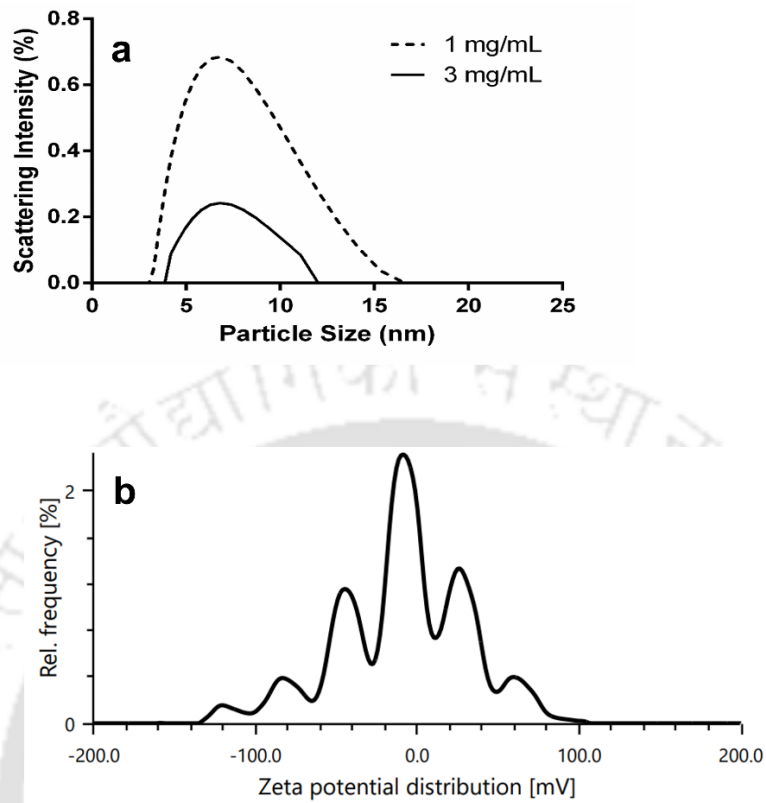 a
1 mg/mL
3 mg/mL
Scattering Intensity (%)
0.8
0.6
0.4
0.2
0.0
0 5 10 15 20 25
Particle Size (nm)
b
Rel. frequency [%]
2
0
-200.0 -100.0 0.0 100.0 200.0
Zeta potential distribution [mV]